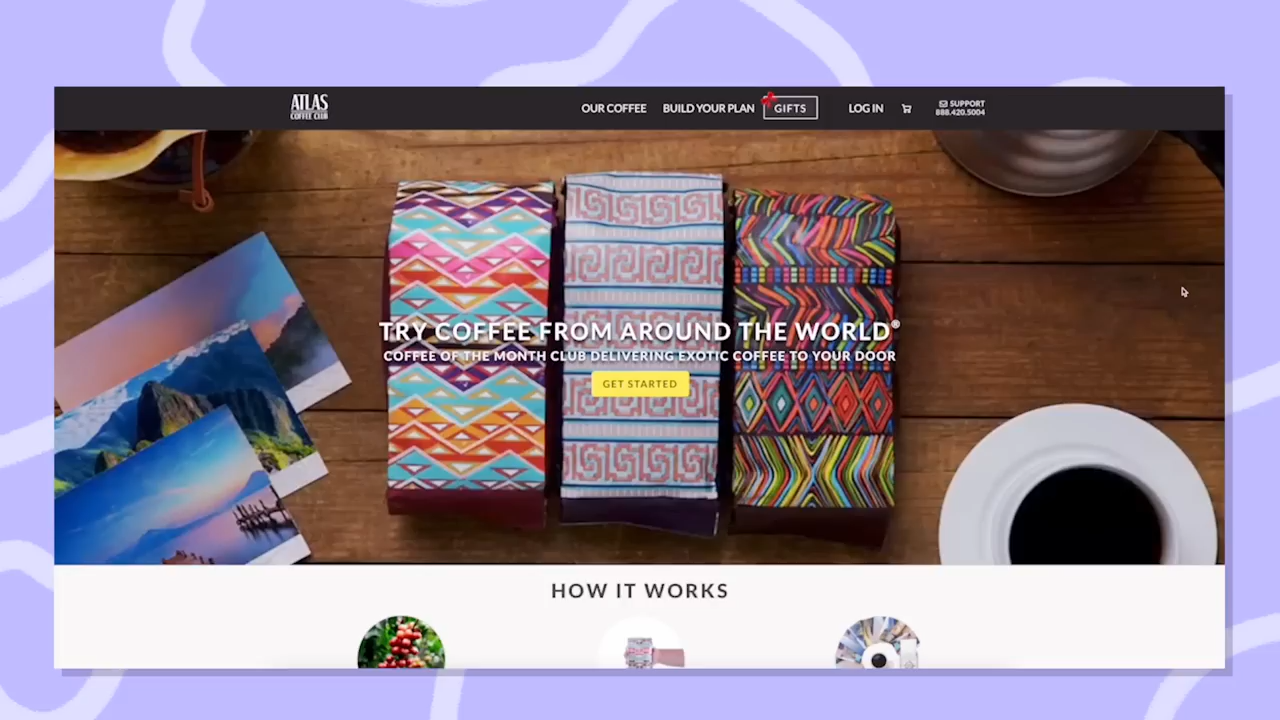 ATLAS
COFFEE CLUB
OUR COFFEE
BUILD YOUR PLAN
GIFTS
LOG IN
SUPPORT
888.420.5004
TRY COFFEE FROM AROUND THE WORLD®
COFFEE OF THE MONTH CLUB DELIVERING EXOTIC COFFEE TO YOUR DOOR
GET STARTED
HOW IT WORKS